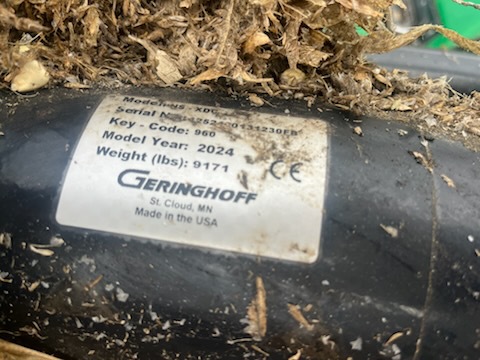 Serial No.:
Key - Code: 960
Model Year: 2024
Weight (lbs): 9171
CE
GERINGHOFF
St. Cloud, MN
Made in the USA